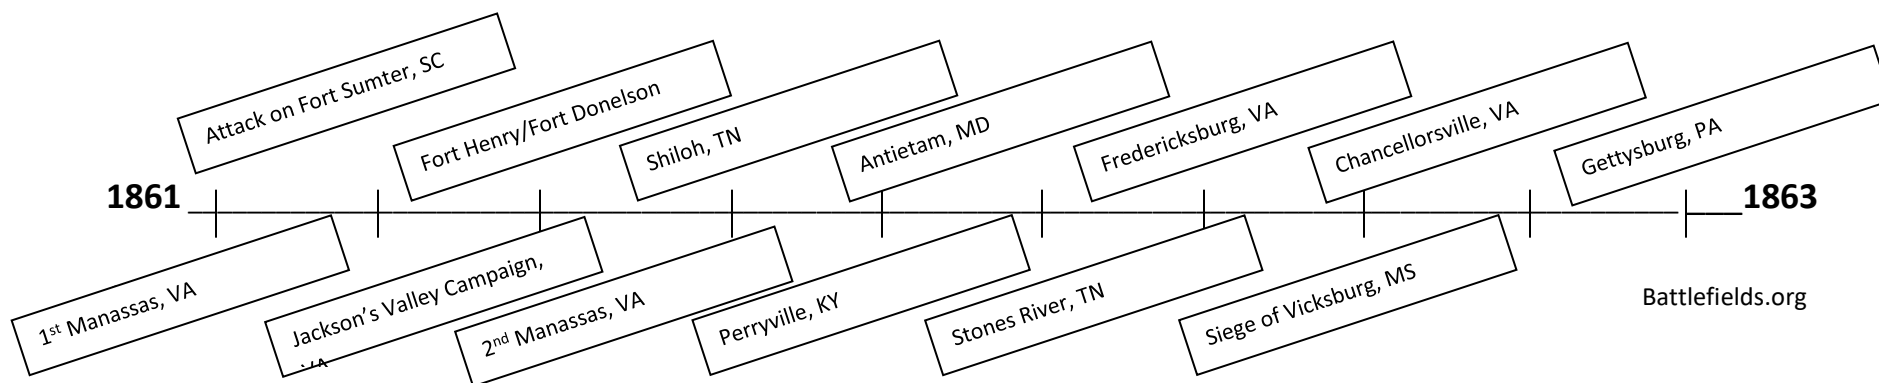 Attack on Fort Sumter, SC
Fort Henry/Fort Donelson
Shiloh, TN
Antietam, MD
Fredericksburg, VA
Chancellorsville, VA
Gettysburg, PA
1861
1863
1st Manassas, VA
Jackson’s Valley Campaign,
VA
2nd Manassas, VA
Perryville, KY
Stones River, TN
Siege of Vicksburg, MS
Battlefields.org